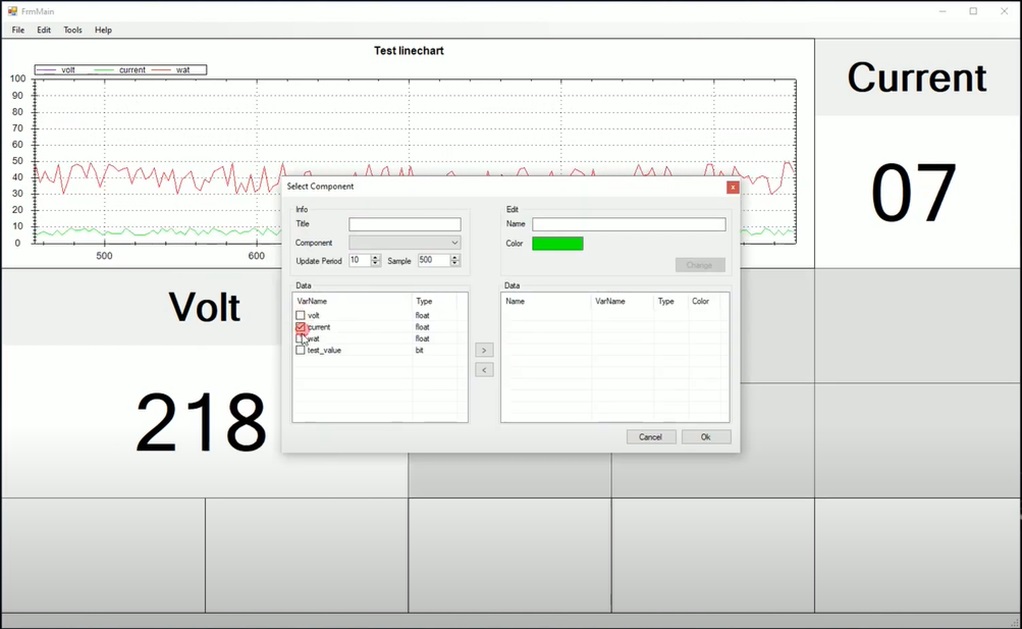 FrmMain
File Edit Tools Help
Test linechart
volt current wat
100
90
80
70
60
50
40
30
20
10
0
500 600
Current
07
Volt
218
Select Component
Info
Title
Component
Update Period 10 Sample 500
Edit
Name
Color
Change
Data
VarName Type
volt float
current float
wat float
test_value bit
>
<
Data
Name VarName Type Color
Cancel Ok